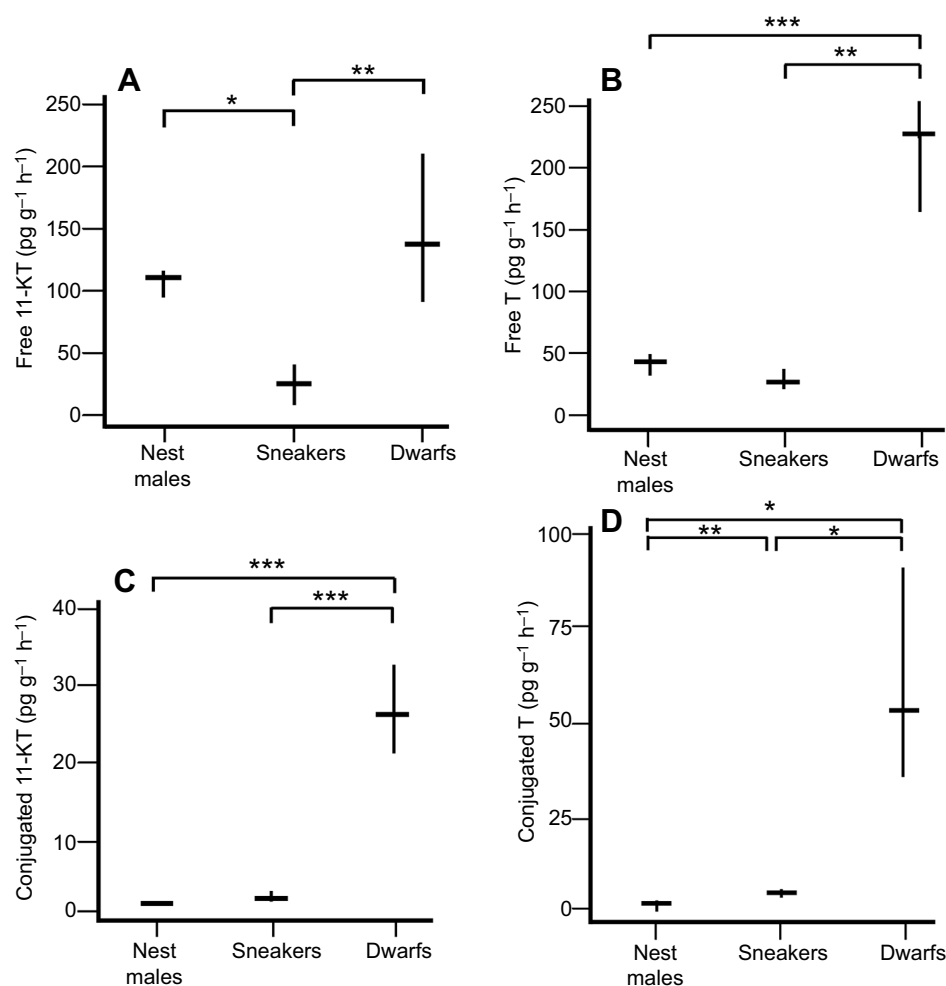 A
*
**
Free 11-KT (pg g–1 h–1)
250
200
150
100
50
0
Nest
males
Sneakers
Dwarfs
B
***
**
Free T (pg g–1 h–1)
250
200
150
100
50
0
Nest
males
Sneakers
Dwarfs
C
***
***
Conjugated 11-KT (pg g–1 h–1)
40
30
20
10
0
Nest
males
Sneakers
Dwarfs
D
*
**
*
Conjugated T (pg g–1 h–1)
100
75
50
25
0
Nest
males
Sneakers
Dwarfs